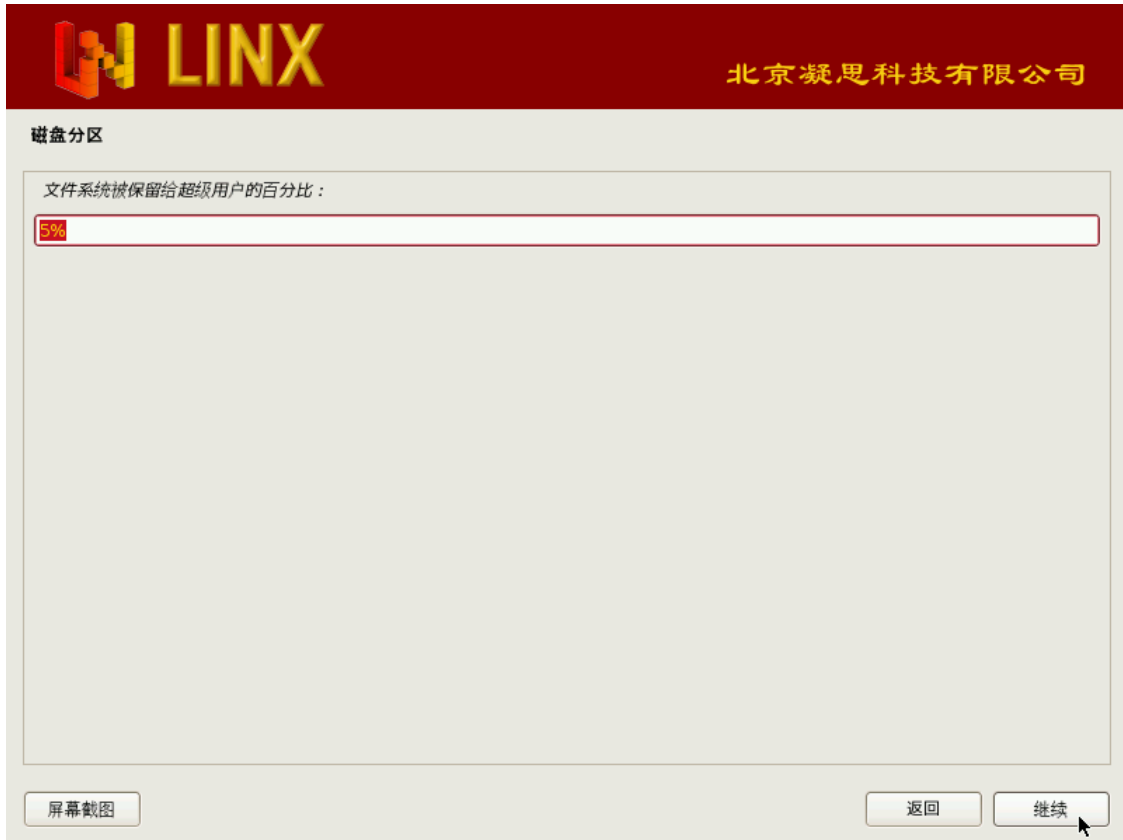 LINX
北京凝思科技有限公司
磁盘分区
文件系统被保留给超级用户的百分比：
5%
屏幕截图
返回
继续